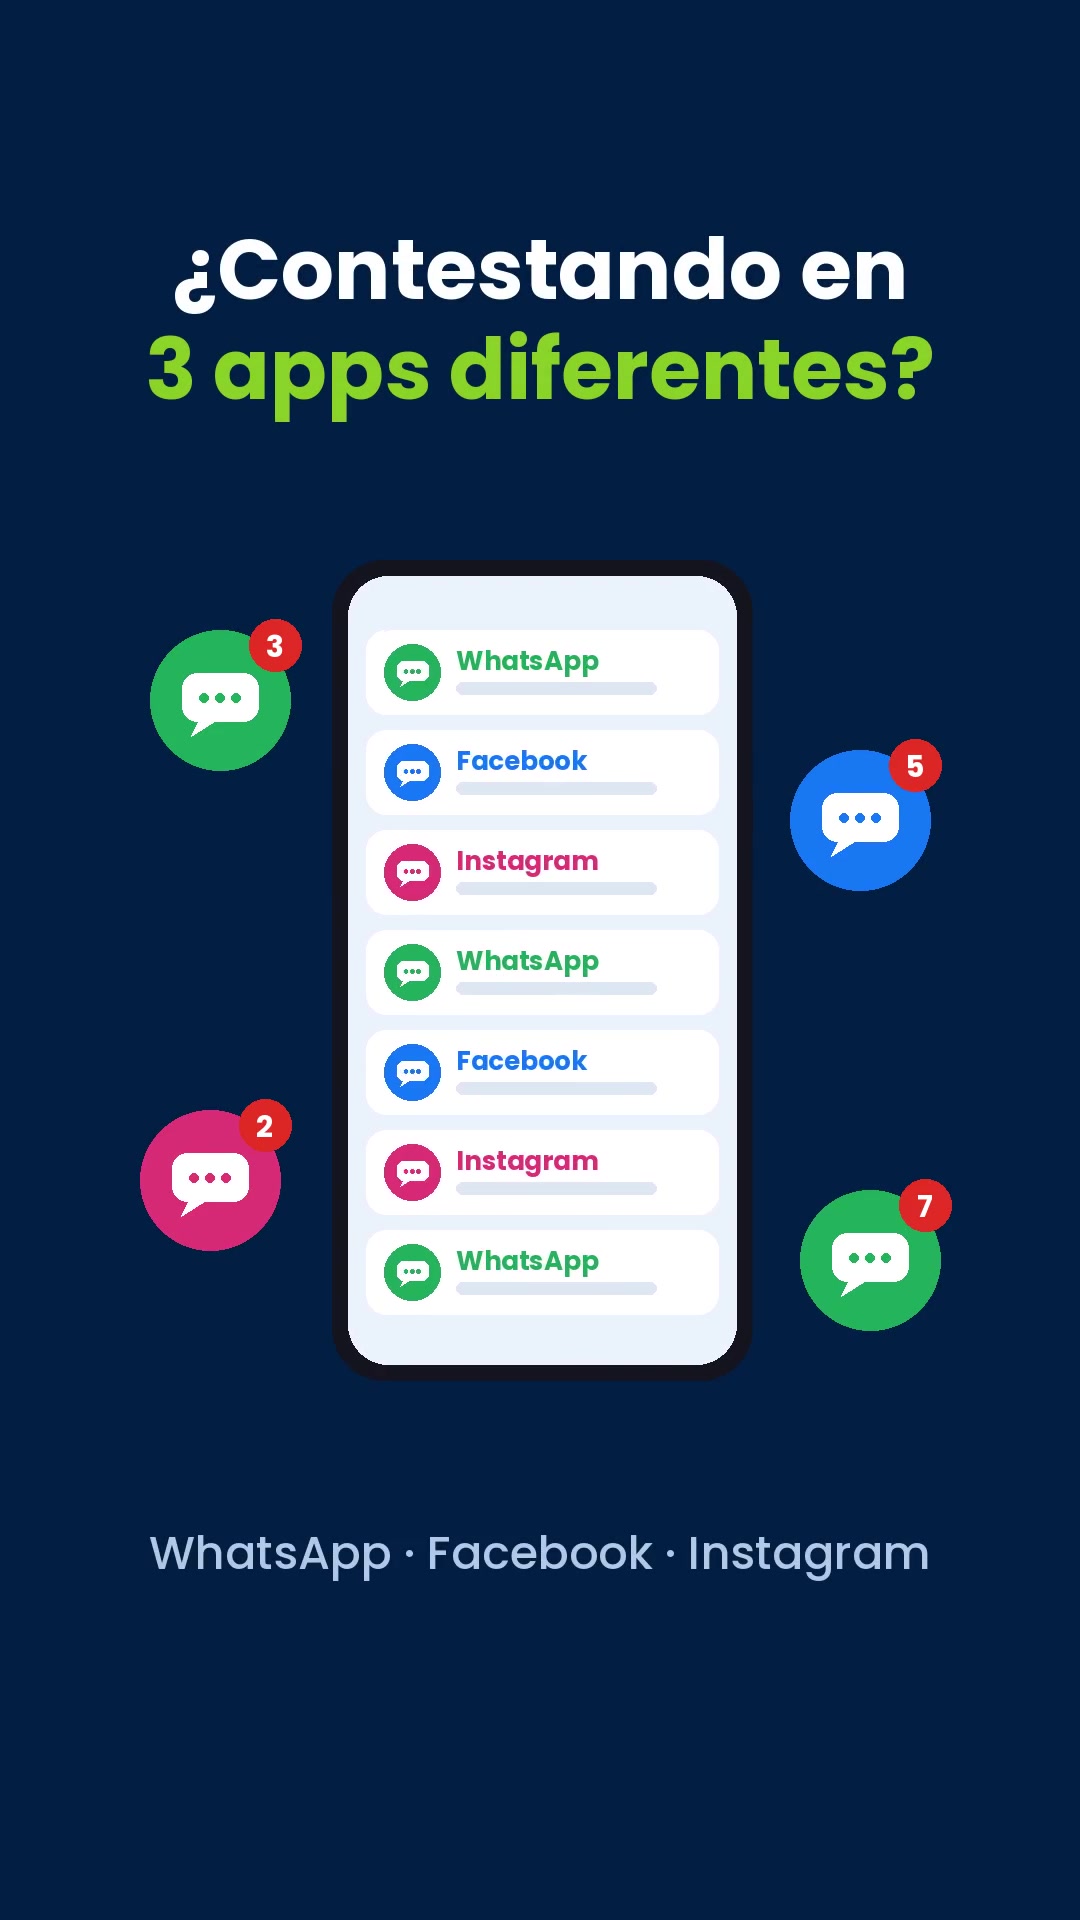 ¿Contestando en
3 apps diferentes?
3
WhatsApp
Facebook
5
Instagram
WhatsApp
Facebook
2
Instagram
7
WhatsApp
WhatsApp · Facebook · Instagram